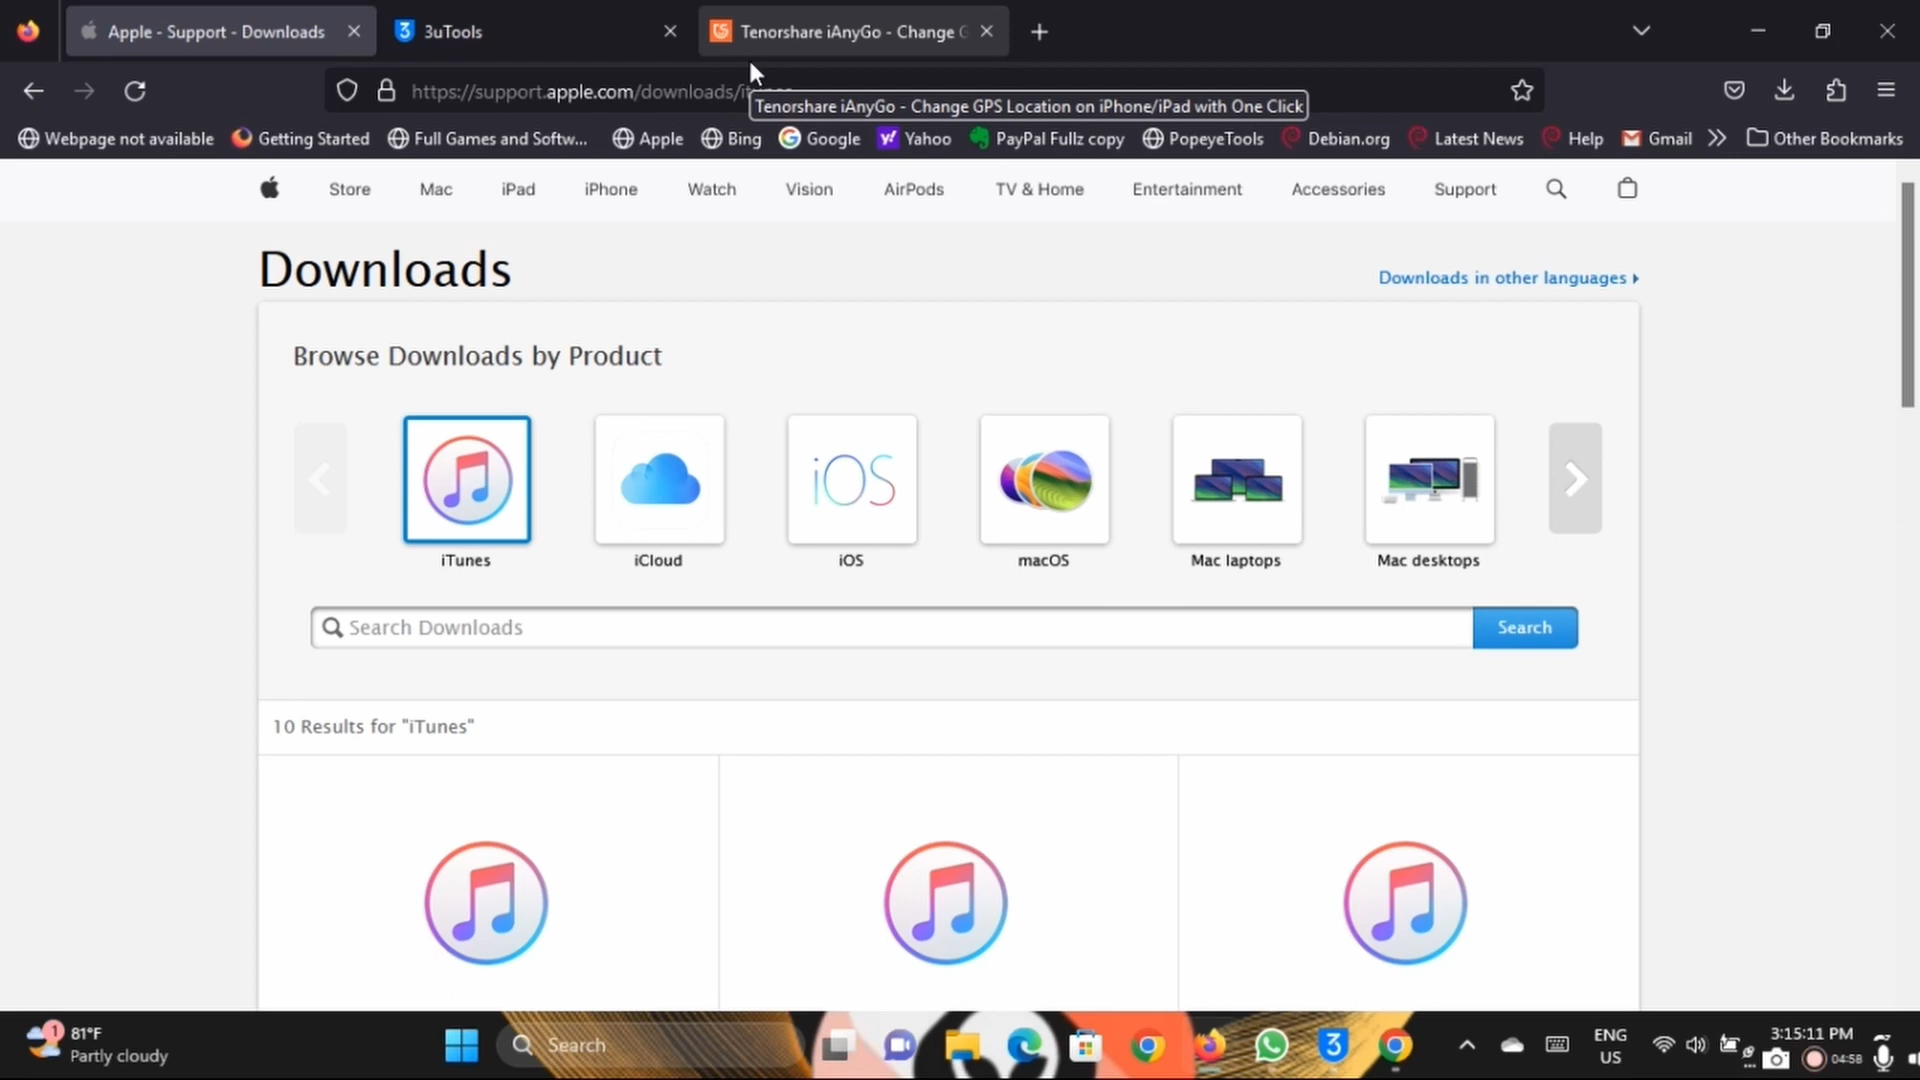 Apple - Support - Downloads
3uTools
Tenorshare iAnyGo - Change G
https://support.apple.com/downloads/it
Tenorshare iAnyGo - Change GPS Location on iPhone/iPad with One Click
Webpage not available
Getting Started
Full Games and Softw...
Apple
Bing
Google
Yahoo
PayPal Fullz copy
PopeyeTools
Debian.org
Latest News
Help
Gmail
Other Bookmarks
Store
Mac
iPad
iPhone
Watch
Vision
AirPods
TV & Home
Entertainment
Accessories
Support
Downloads
Downloads in other languages
Browse Downloads by Product
iOS
iTunes
iCloud
iOS
macOS
Mac laptops
Mac desktops
Search Downloads
Search
10 Results for "iTunes"
1
81°F
Partly cloudy
Search
ENG
US
3:15:11 PM
04:58